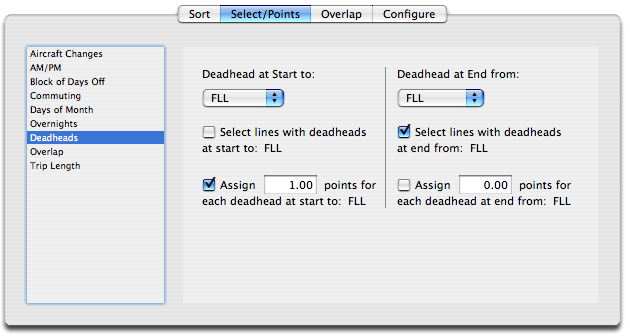 Sort Select/Points Overlap Configure
Aircraft Changes
AM/PM
Block of Days Off
Commuting
Days of Month
Overnights
Deadheads
Overlap
Trip Length
Deadhead at Start to:
FLL
Select lines with deadheads
at start to: FLL
Assign 1.00 points for
each deadhead at start to: FLL
Deadhead at End from:
FLL
Select lines with deadheads
at end from: FLL
Assign 0.00 points for
each deadhead at end from: FLL